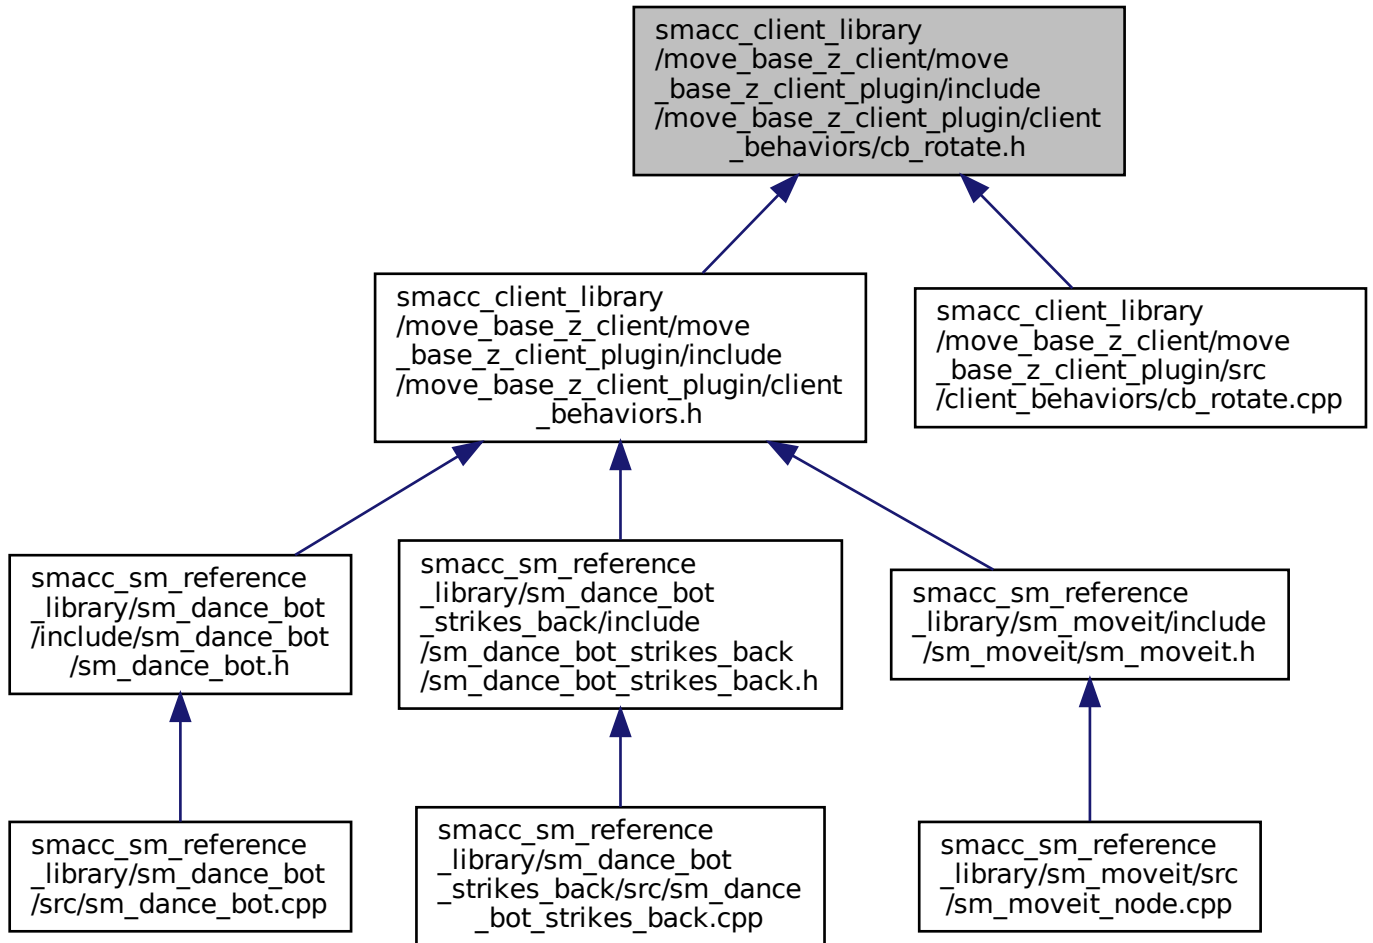 smacc_client_library
/move_base_z_client/move
_base_z_client_plugin/include
/move_base_z_client_plugin/client
_behaviors/cb_rotate.h
smacc_client_library
/move_base_z_client/move
_base_z_client_plugin/include
/move_base_z_client_plugin/client
_behaviors.h
smacc_client_library
/move_base_z_client/move
_base_z_client_plugin/src
/client_behaviors/cb_rotate.cpp
smacc_sm_reference
_library/sm_dance_bot
/include/sm_dance_bot
/sm_dance_bot.h
smacc_sm_reference
_library/sm_dance_bot
_strikes_back/include
/sm_dance_bot_strikes_back
/sm_dance_bot_strikes_back.h
smacc_sm_reference
_library/sm_moveit/include
/sm_moveit/sm_moveit.h
smacc_sm_reference
_library/sm_dance_bot
/src/sm_dance_bot.cpp
smacc_sm_reference
_library/sm_dance_bot
_strikes_back/src/sm_dance
_bot_strikes_back.cpp
smacc_sm_reference
_library/sm_moveit/src
/sm_moveit_node.cpp